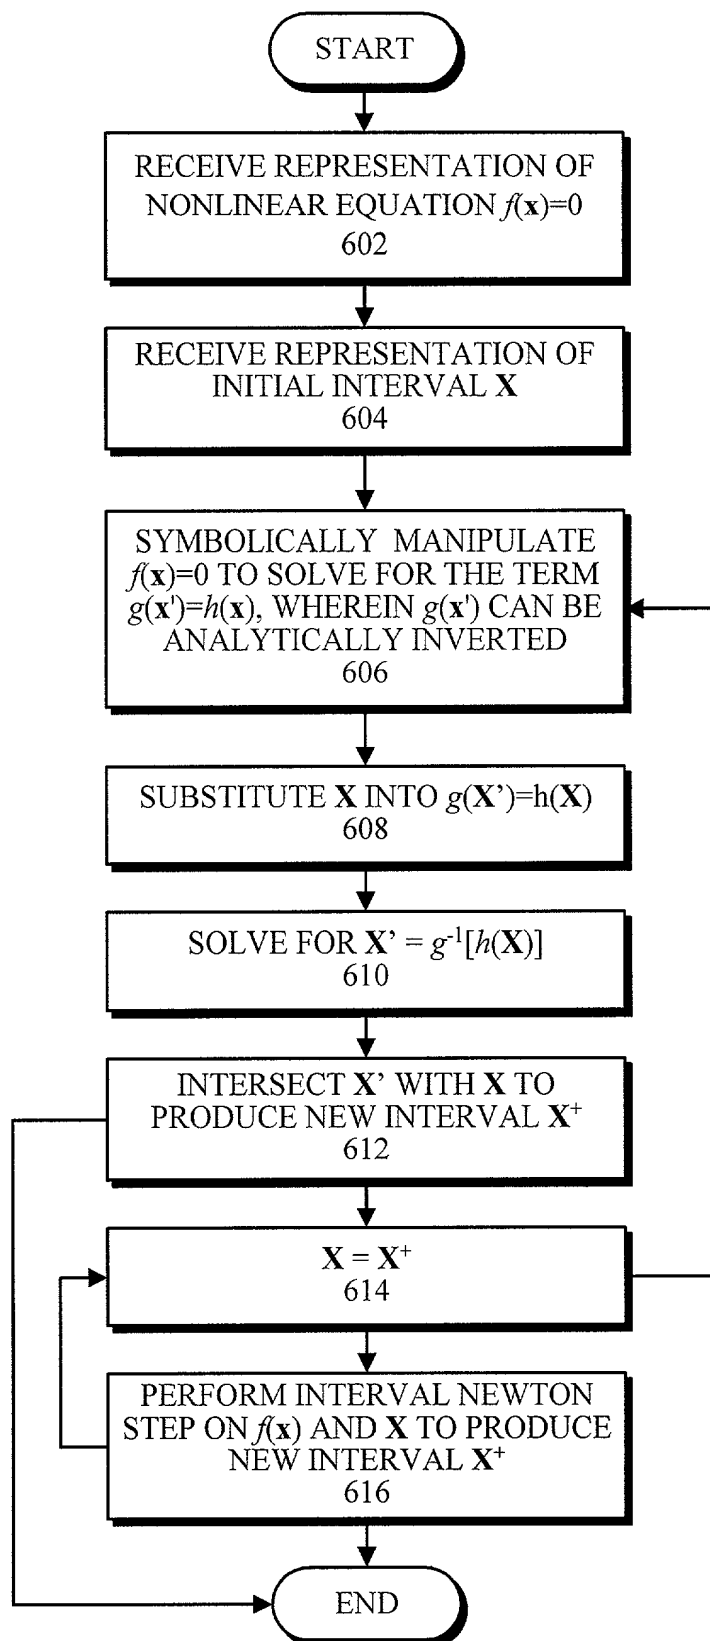 START
RECEIVE REPRESENTATION OF
NONLINEAR EQUATION f(x)=0
602
RECEIVE REPRESENTATION OF
INITIAL INTERVAL X
604
SYMBOLICALLY MANIPULATE
f(x)=0 TO SOLVE FOR THE TERM
g(x')=h(x), WHEREIN g(x') CAN BE
ANALYTICALLY INVERTED
606
SUBSTITUTE X INTO g(X’)=h(X)
608
SOLVE FOR X’ = g⁻¹[h(X)]
610
INTERSECT X’ WITH X TO
PRODUCE NEW INTERVAL X⁺
612
X = X⁺
614
PERFORM INTERVAL NEWTON
STEP ON f(x) AND X TO PRODUCE
NEW INTERVAL X⁺
616
END